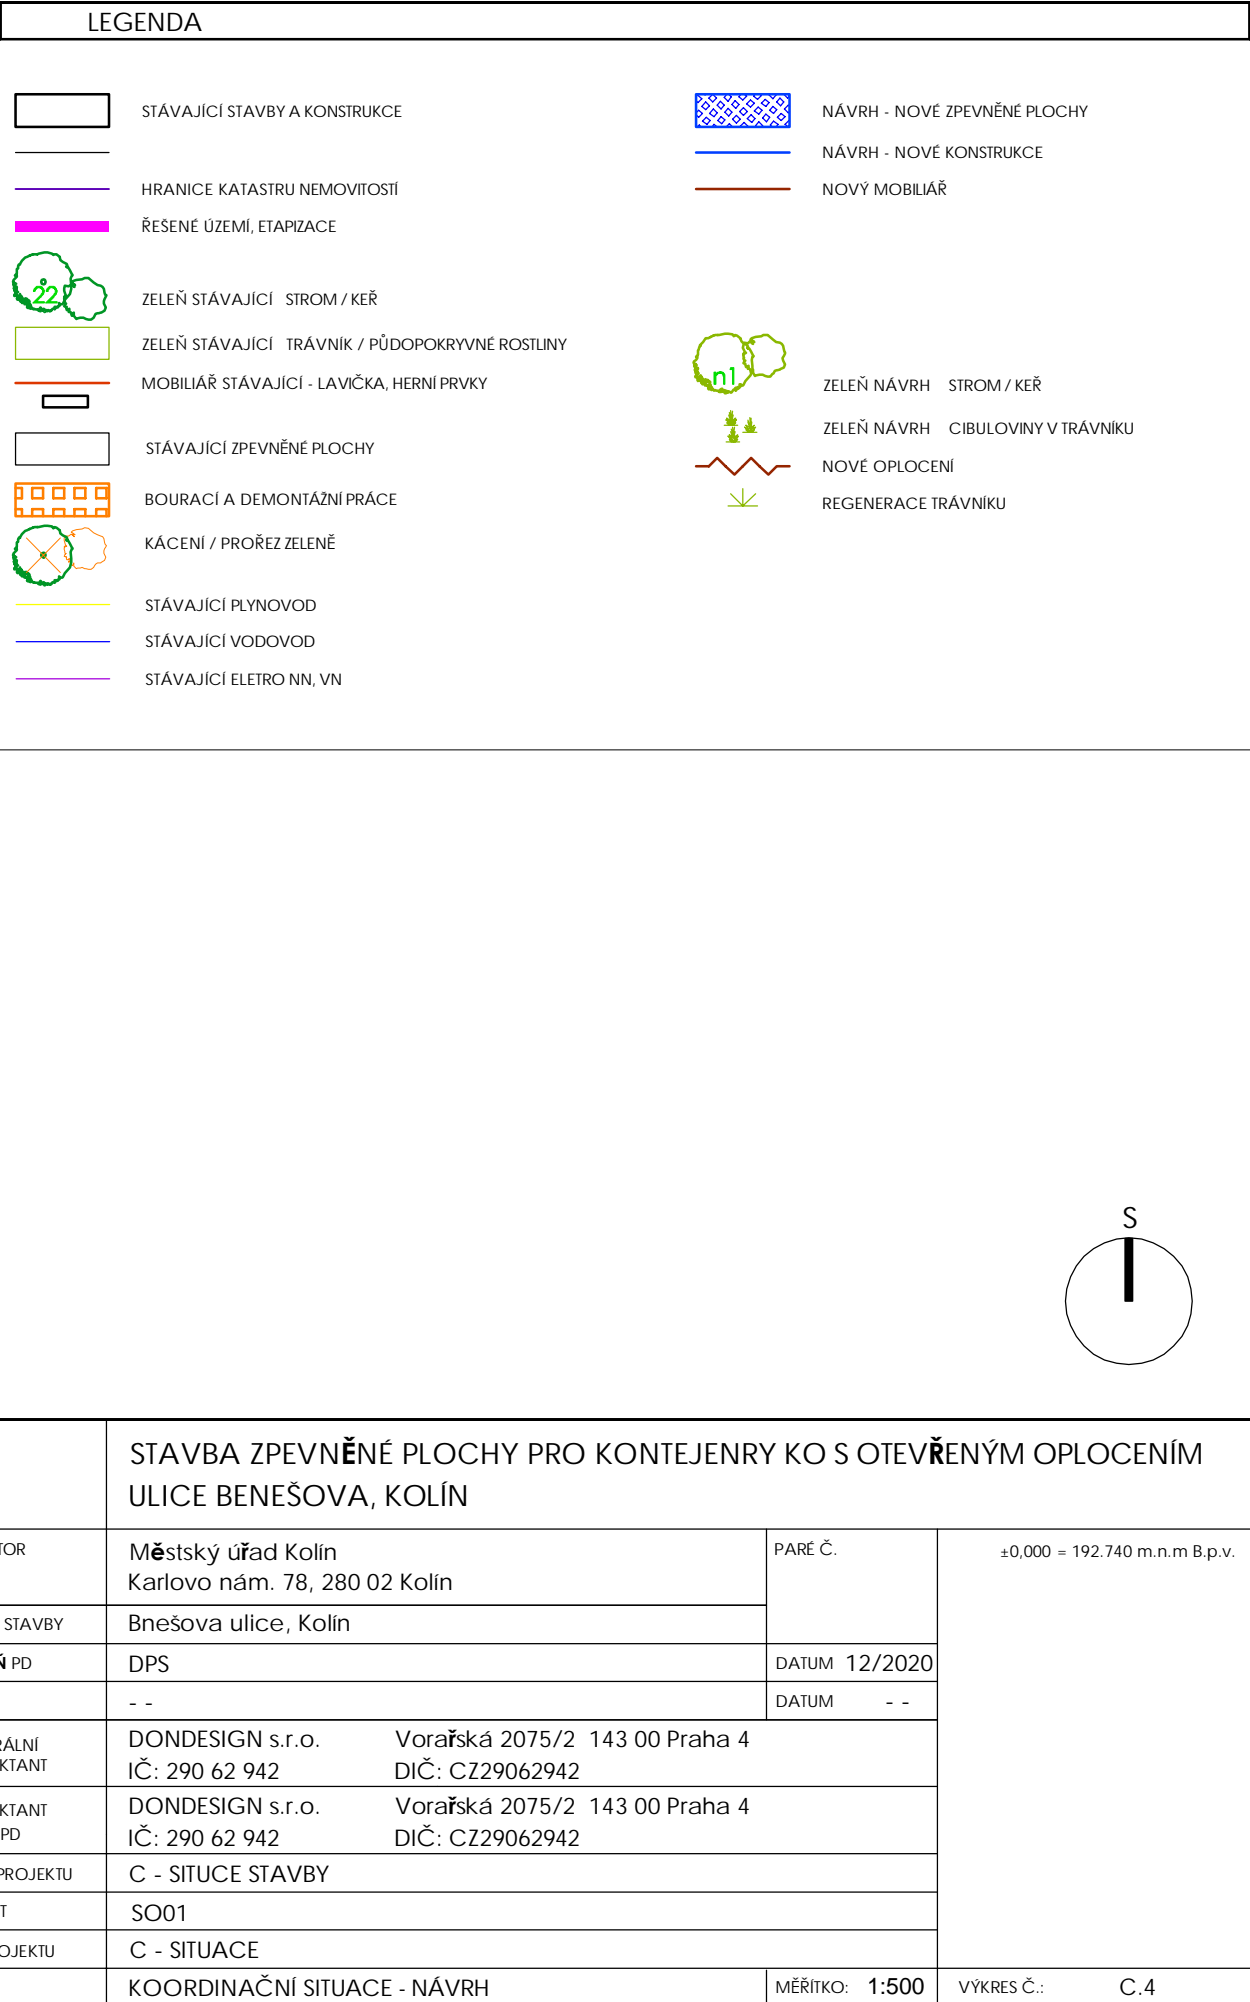 LEGENDA
STÁVAJÍCÍ STAVBY A KONSTRUKCE
HRANICE KATASTRU NEMOVITOSTÍ
ŘEŠENÉ ÚZEMÍ, ETAPIZACE
22
ZELEŇ STÁVAJÍCÍ STROM / KEŘ
ZELEŇ STÁVAJÍCÍ TRÁVNÍK / PŮDOPOKRYVNÉ ROSTLINY
MOBILIÁŘ STÁVAJÍCÍ - LAVIČKA, HERNÍ PRVKY
STÁVAJÍCÍ ZPEVNĚNÉ PLOCHY
BOURACÍ A DEMONTÁŽNÍ PRÁCE
KÁCENÍ / PROŘEZ ZELENĚ
STÁVAJÍCÍ PLYNOVOD
STÁVAJÍCÍ VODOVOD
STÁVAJÍCÍ ELETRO NN, VN
NÁVRH - NOVÉ ZPEVNĚNÉ PLOCHY
NÁVRH - NOVÉ KONSTRUKCE
NOVÝ MOBILIÁŘ
n1
ZELEŇ NÁVRH STROM / KEŘ
ZELEŇ NÁVRH CIBULOVINY V TRÁVNÍKU
NOVÉ OPLOCENÍ
REGENERACE TRÁVNÍKU
S
STAVBA ZPEVNĚNÉ PLOCHY PRO KONTEJENRY KO S OTEVŘENÝM OPLOCENÍM
ULICE BENEŠOVA, KOLÍN
TOR Městský úřad Kolín PARÉ Č. ±0,000 = 192.740 m.n.m B.p.v.
Karlovo nám. 78, 280 02 Kolín
STAVBY Bnešova ulice, Kolín
Ň PD DPS DATUM 12/2020
- - DATUM - -
RÁLNÍ DONDESIGN s.r.o. Vorařská 2075/2 143 00 Praha 4
KTANT IČ: 290 62 942 DIČ: CZ29062942
KTANT DONDESIGN s.r.o. Vorařská 2075/2 143 00 Praha 4
PD IČ: 290 62 942 DIČ: CZ29062942
PROJEKTU C - SITUCE STAVBY
T SO01
OJEKTU C - SITUACE
KOORDINAČNÍ SITUACE - NÁVRH MĚŘÍTKO: 1:500 VÝKRES Č.: C.4